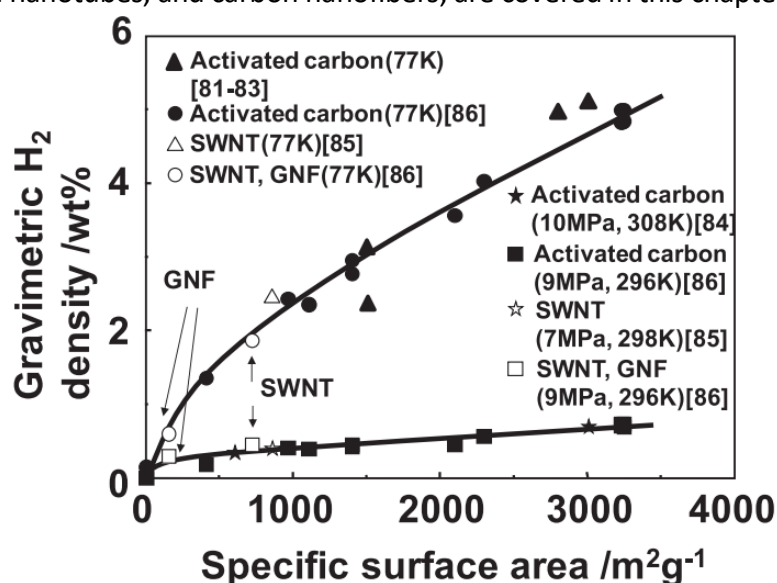 nanotubes, and carbon nanofibers, are covered in this chapte
6
▲ Activated carbon(77K)
[81-83]
● Activated carbon(77K)[86]
△ SWNT(77K)[85]
○ SWNT, GNF(77K)[86]
4
★ Activated carbon
(10MPa, 308K)[84]
■ Activated carbon
(9MPa, 296K)[86]
☆ SWNT
(7MPa, 298K)[85]
□ SWNT, GNF
(9MPa, 296K)[86]
GNF
2
SWNT
0
Gravimetric H₂
density /wt%
0 1000 2000 3000 4000
Specific surface area /m²g⁻¹